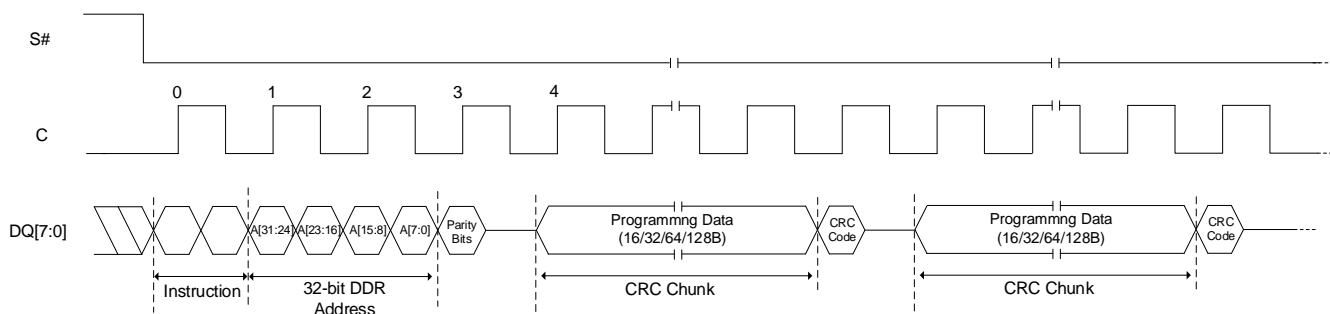 S#
0 1 2 3 4
C
DQ[7:0]
A[31:24] A[23:16] A[15:8] A[7:0]
Parity
Bits
Programmng Data
(16/32/64/128B)
CRC
Code
Programmng Data
(16/32/64/128B)
CRC
Code
Instruction
32-bit DDR
Address
CRC Chunk
CRC Chunk